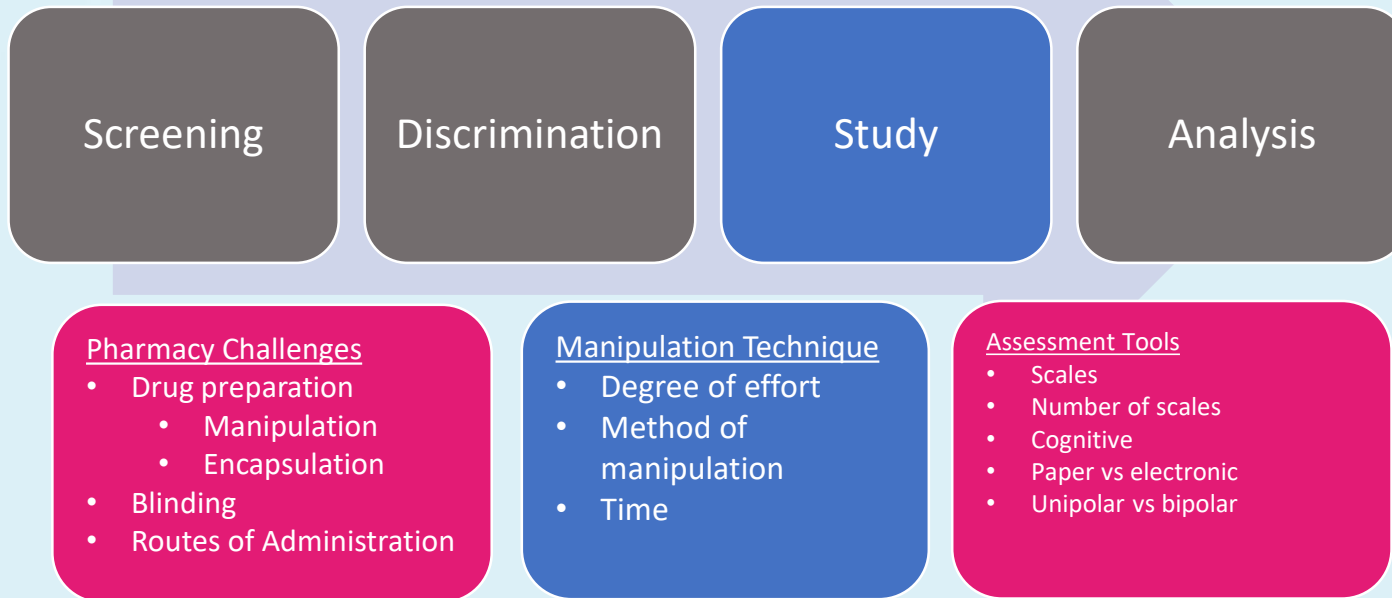 Screening
Discrimination
Study
Analysis
Pharmacy Challenges
• Drug preparation
• Manipulation
• Encapsulation
• Blinding
• Routes of Administration
Manipulation Technique
• Degree of effort
• Method of
manipulation
• Time
Assessment Tools
• Scales
• Number of scales
• Cognitive
• Paper vs electronic
• Unipolar vs bipolar